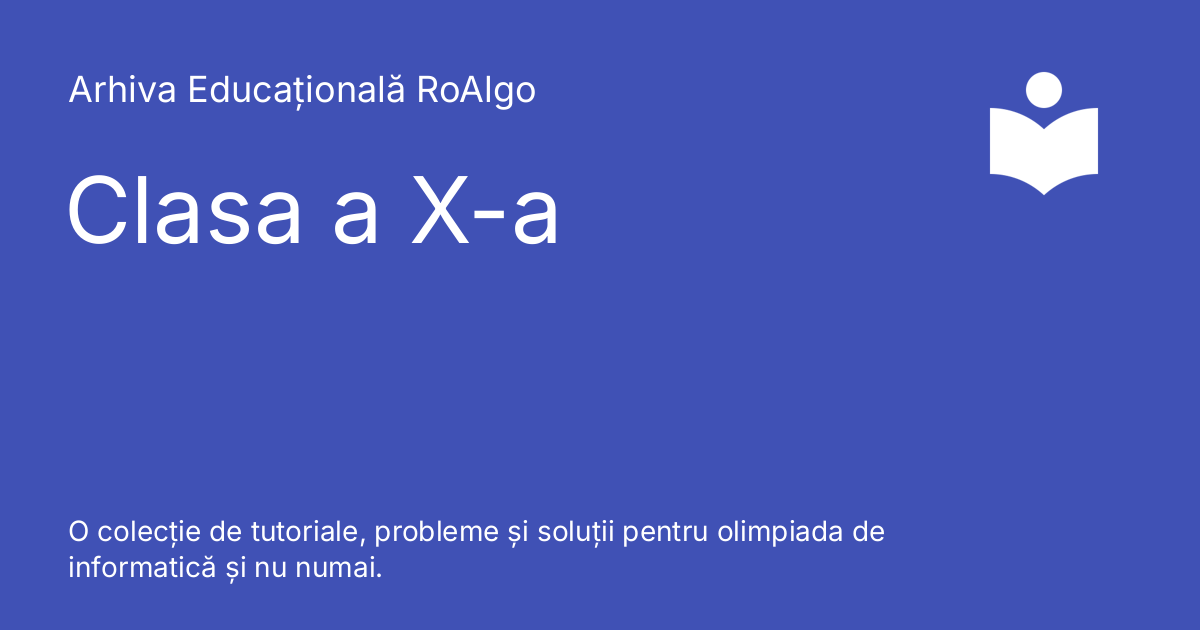 Arhiva Educațională RoAlgo
Clasa a X-a
O colecție de tutoriale, probleme și soluții pentru olimpiada de
informatică și nu numai.